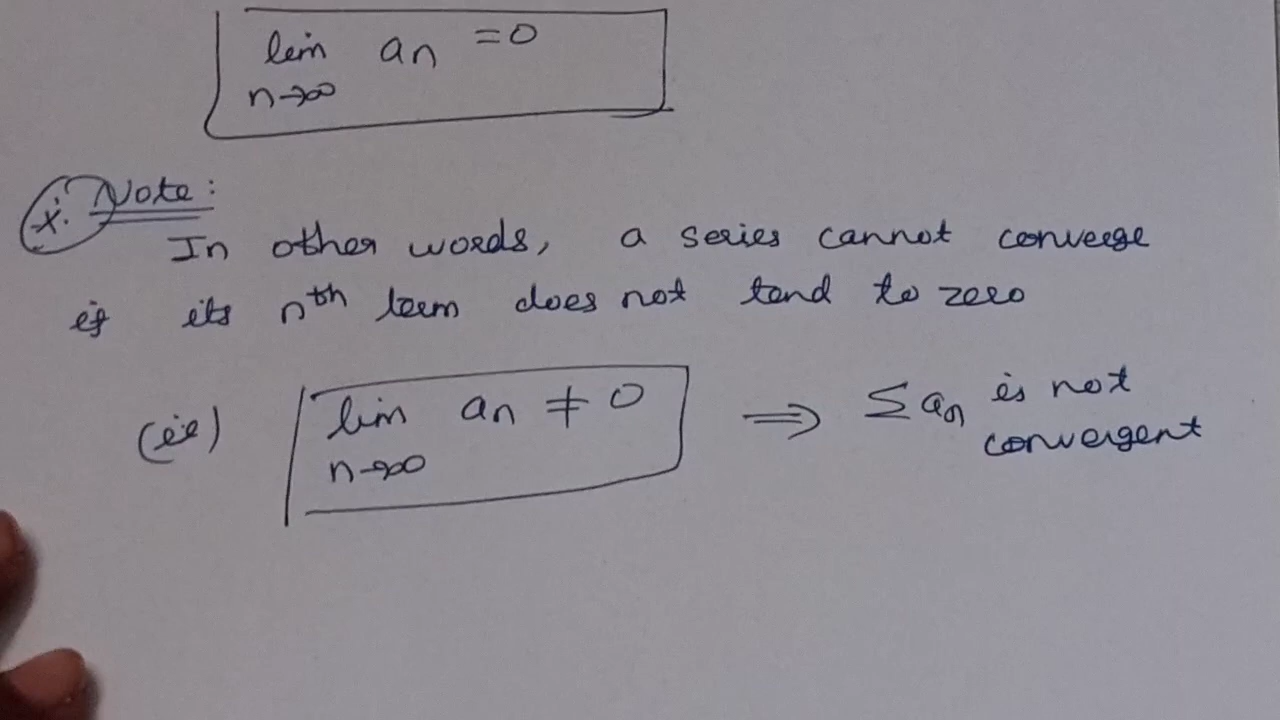 lim an = 0
n→∞
x. Note:
In other words, a series cannot converge
if its nth term does not tend to zero
(ie) lim an ≠ 0 ⇒ Σan is not
n→∞ convergent